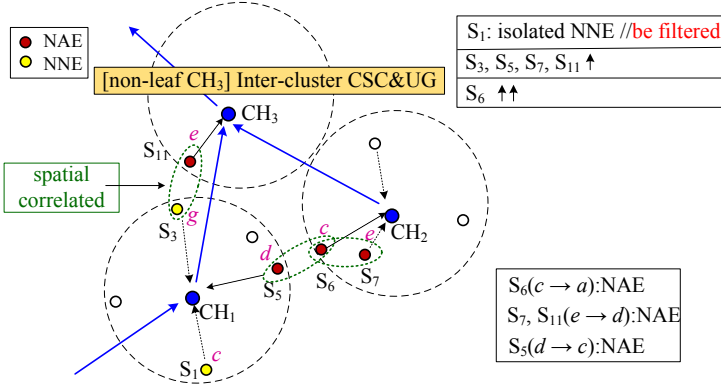 NAE
NNE
[non-leaf CH3] Inter-cluster CSC&UG
S1: isolated NNE //be filtered
S3, S5, S7, S11 ↑
S6 ↑↑
CH3
e
S11
spatial
correlated
g
S3
d
S5
c
S6
e
S7
CH2
CH1
c
S1
S6(c → a):NAE
S7, S11(e → d):NAE
S5(d → c):NAE